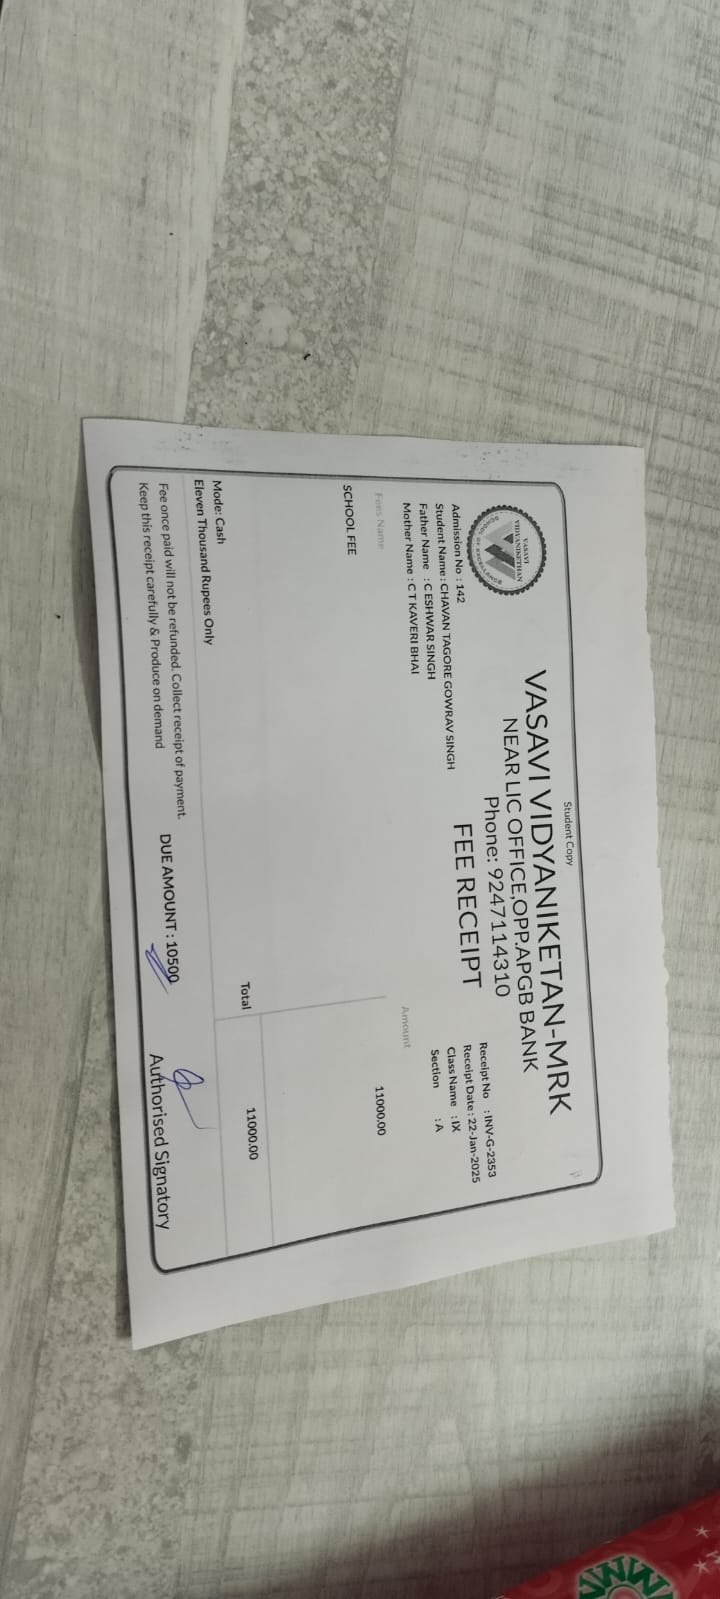 Student Copy
VASAVI VIDYANIKETAN-MRK
NEAR LIC OFFICE,OPP.APGB BANK
Phone: 9247114310
FEE RECEIPT
VASAVI
VIDYANIKETHAN
SCHOOL OF EXCELLANCE
Admission No : 142
Student Name : CHAVAN TAGORE GOWRAV SINGH
Father Name : C ESHWAR SINGH
Mother Name : C T KAVERI BHAI
Receipt No : INV-G-2353
Receipt Date : 22-Jan-2025
Class Name : IX
Section : A
Fees Name Amount
SCHOOL FEE 11000.00
Total 11000.00
Mode: Cash
Eleven Thousand Rupees Only
Fee once paid will not be refunded. Collect receipt of payment.
Keep this receipt carefully & Produce on demand
DUE AMOUNT : 10500
Authorised Signatory